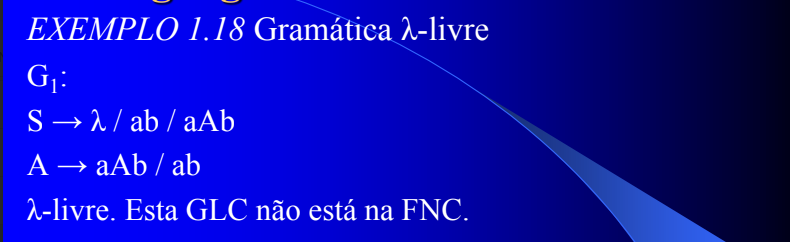 EXEMPLO 1.18 Gramática λ-livre
G₁:
S → λ / ab / aAb
A → aAb / ab
λ-livre. Esta GLC não está na FNC.